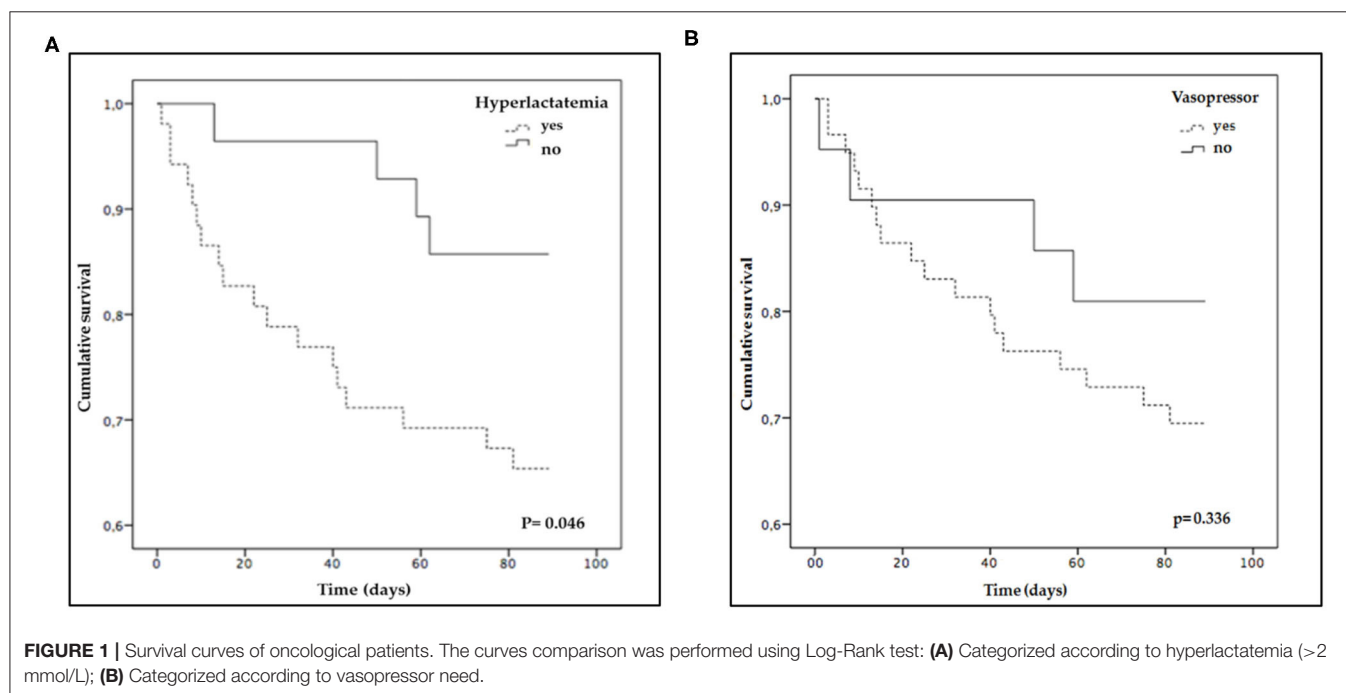 A
Hyperlactatemia
yes
no
1,0
0,9
0,8
0,7
0,6
Cumulative survival
P= 0.046
0 20 40 60 80 100
Time (days)
B
Vasopressor
yes
no
1,0
0,9
0,8
0,7
0,6
Cumulative survival
p=0.336
00 20 40 60 80 100
Time (days)
FIGURE 1 | Survival curves of oncological patients. The curves comparison was performed using Log-Rank test: (A) Categorized according to hyperlactatemia (>2
mmol/L); (B) Categorized according to vasopressor need.